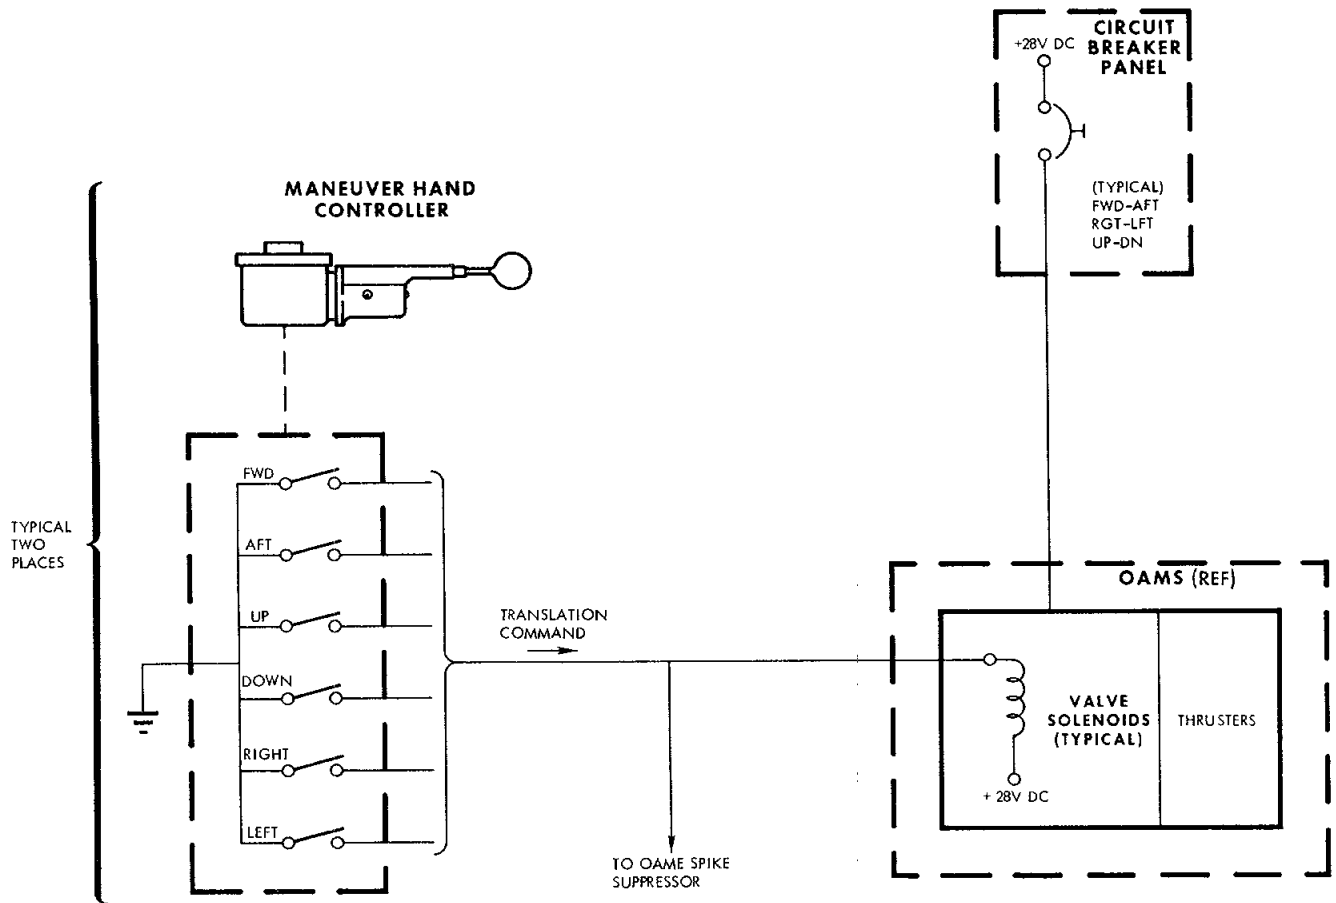 CIRCUIT
BREAKER
PANEL
+28V DC
(TYPICAL)
FWD-AFT
RGT-LFT
UP-DN
MANEUVER HAND
CONTROLLER
TYPICAL
TWO
PLACES
FWD
AFT
UP
DOWN
RIGHT
LEFT
TRANSLATION
COMMAND
TO OAME SPIKE
SUPPRESSOR
OAMS (REF)
VALVE
SOLENOIDS
(TYPICAL)
THRUSTERS
+ 28V DC